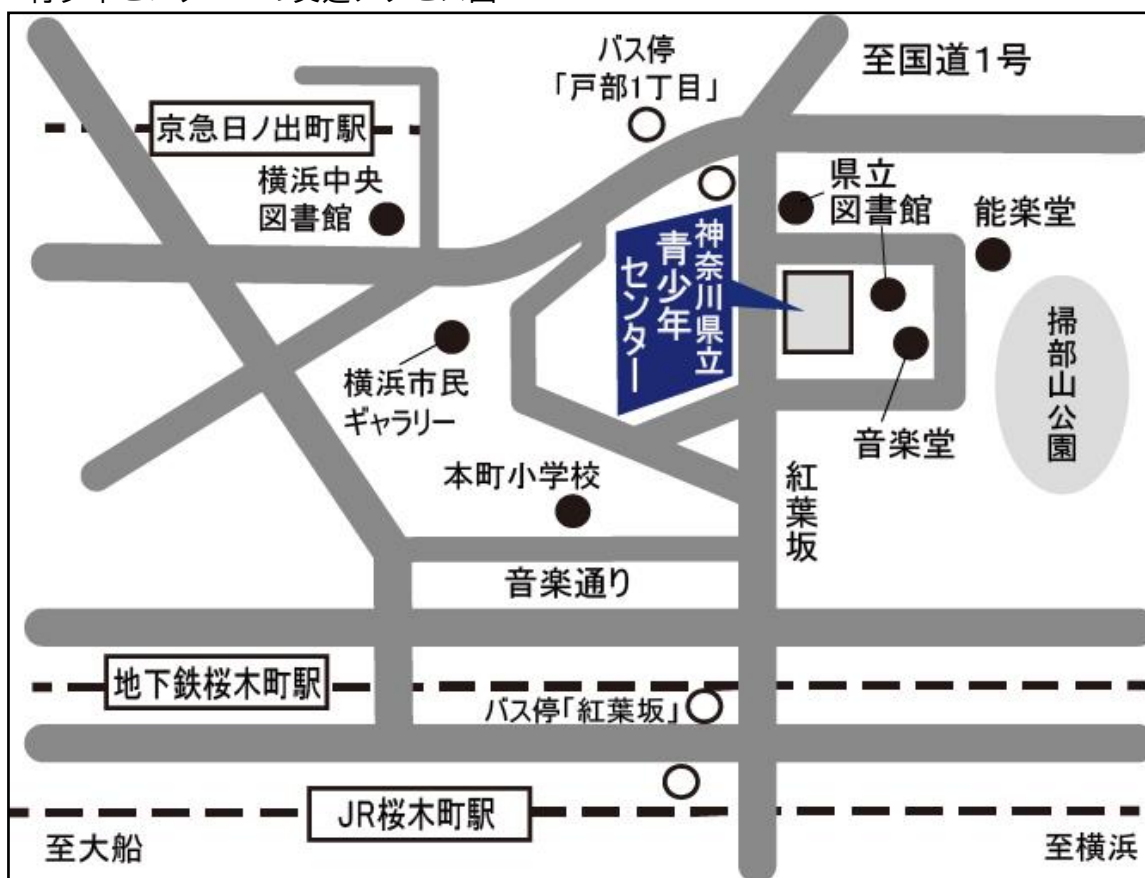 バス停
「戸部1丁目」
至国道1号
京急日ノ出町駅
横浜中央
図書館
県立
図書館
能楽堂
神奈川県立
青少年
センター
掃部山公園
横浜市民
ギャラリー
音楽堂
本町小学校
紅葉坂
音楽通り
地下鉄桜木町駅
バス停「紅葉坂」
JR桜木町駅
至大船
至横浜